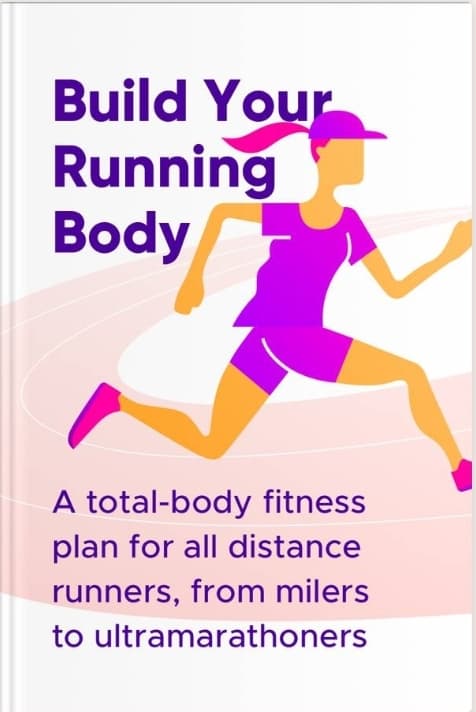 Build Your
Running
Body
A total-body fitness
plan for all distance
runners, from milers
to ultramarathoners